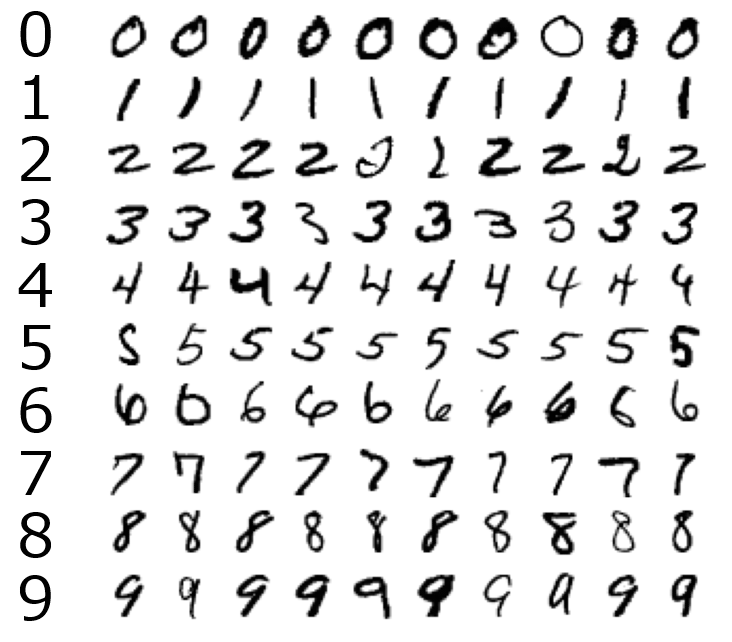 0 0 0 0 0 0 0 0 0 0 0
1 1 1 1 1 1 1 1 1 1 1
2 2 2 2 2 2 2 2 2 2 2
3 3 3 3 3 3 3 3 3 3 3
4 4 4 4 4 4 4 4 4 4 4
5 5 5 5 5 5 5 5 5 5 5
6 6 6 6 6 6 6 6 6 6 6
7 7 7 7 7 7 7 7 7 7 7
8 8 8 8 8 8 8 8 8 8 8
9 9 9 9 9 9 9 9 9 9 9